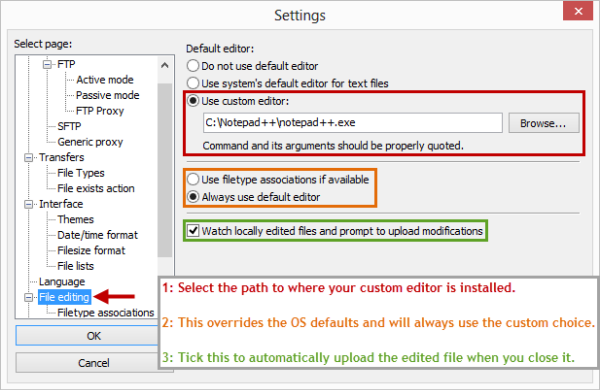 Settings
Select page:
FTP
Active mode
Passive mode
FTP Proxy
SFTP
Generic proxy
Transfers
File Types
File exists action
Interface
Themes
Date/time format
Filesize format
File lists
Language
File editing
Filetype associations
OK
Cancel
Default editor:
Do not use default editor
Use system's default editor for text files
Use custom editor:
C:\Notepad++\notepad++.exe
Browse...
Command and its arguments should be properly quoted.
Use filetype associations if available
Always use default editor
Watch locally edited files and prompt to upload modifications
1: Select the path to where your custom editor is installed.
2: This overrides the OS defaults and will always use the custom choice.
3: Tick this to automatically upload the edited file when you close it.